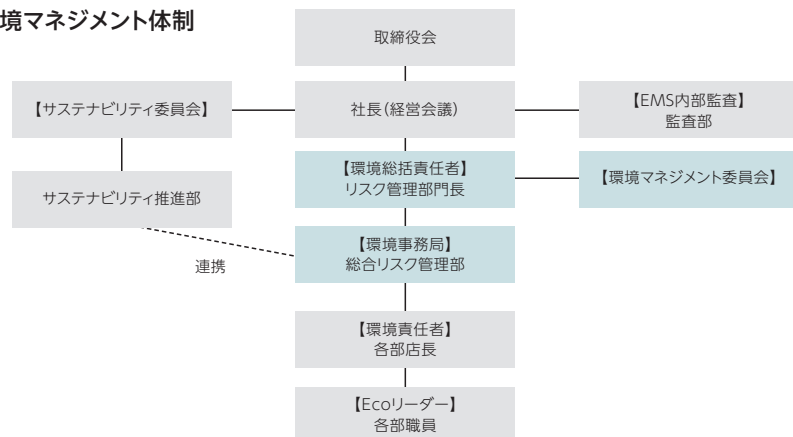 境マネジメント体制
取締役会
【サステナビリティ委員会】
社長（経営会議）
【EMS内部監査】
監査部
サステナビリティ推進部
【環境総括責任者】
リスク管理部門長
【環境マネジメント委員会】
連携
【環境事務局】
総合リスク管理部
【環境責任者】
各部店長
【Ecoリーダー】
各部職員